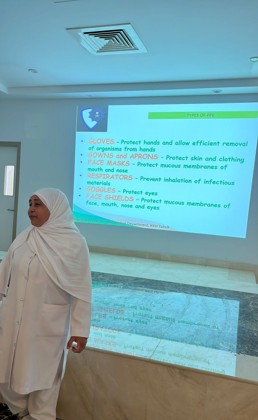 GLOVES - Protect hands and allow efficient removal
of organisms from hands
GOWNS and APRONS - Protect skin and clothing
FACE MASKS - Protect mucous membranes of
mouth and nose
RESPIRATORS - Prevent inhalation of infectious
materials
GOGGLES - Protect eyes
FACE SHIELDS - Protect mucous membranes of
face, mouth, nose and eyes